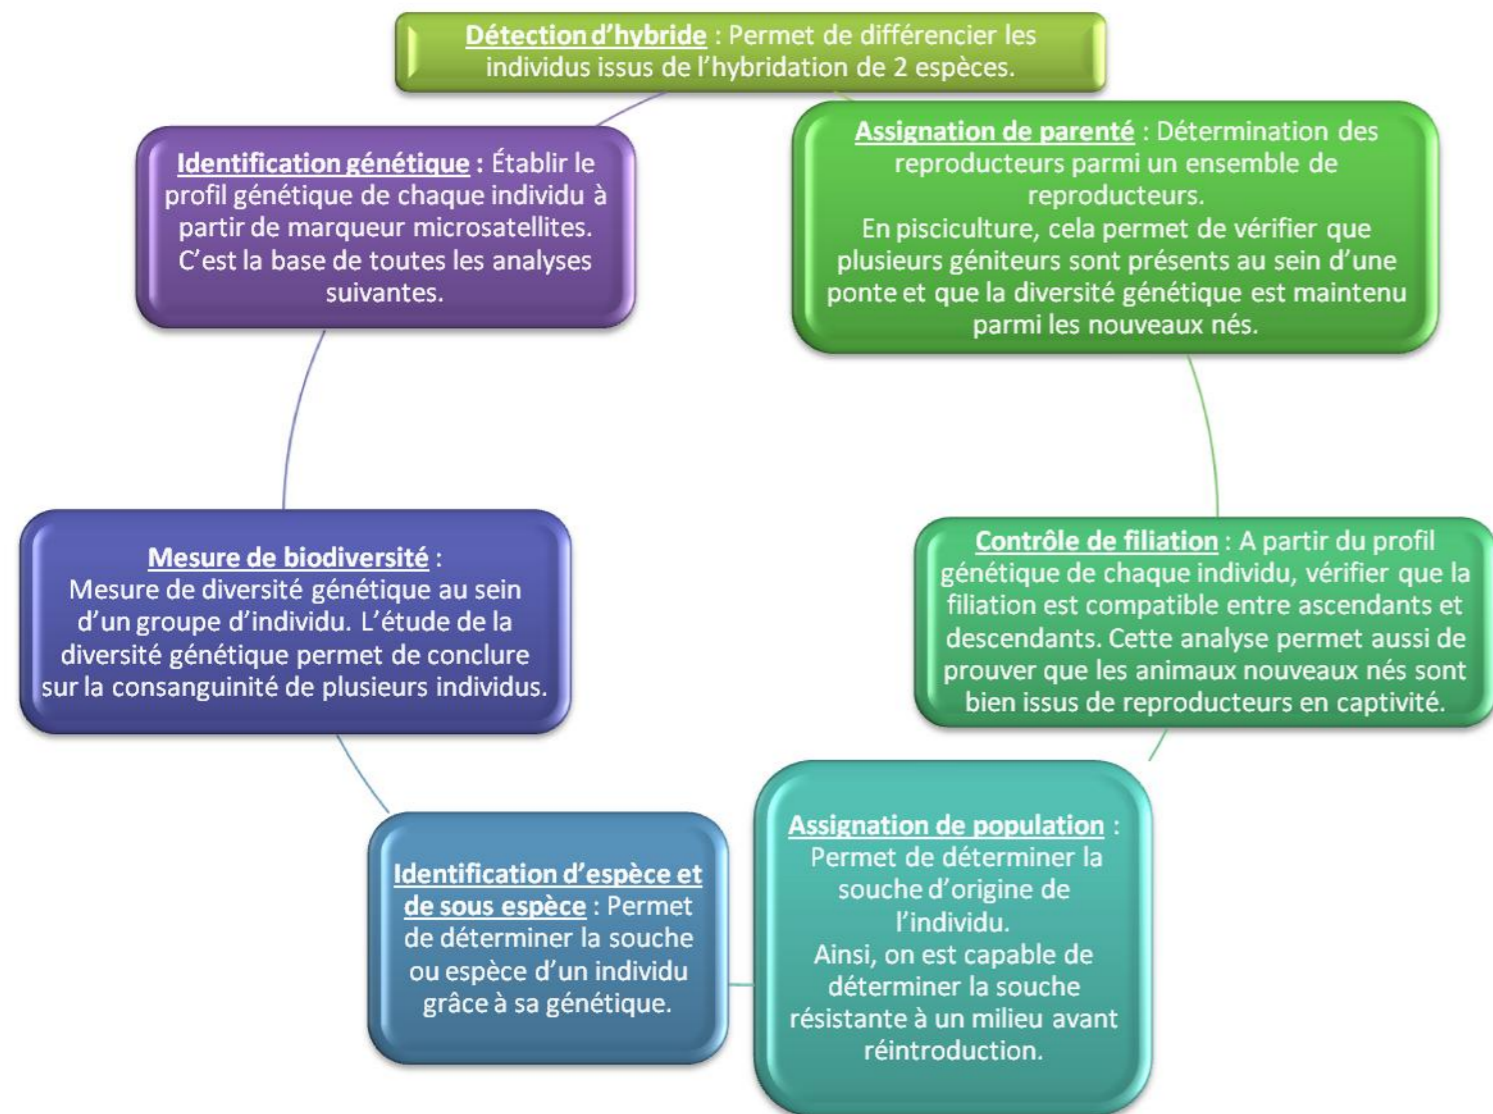 Détection d’hybride : Permet de différencier les
individus issus de l’hybridation de 2 espèces.
Assignation de parenté : Détermination des
reproducteurs parmi un ensemble de
reproducteurs.
En pisciculture, cela permet de vérifier que
plusieurs géniteurs sont présents au sein d’une
ponte et que la diversité génétique est maintenu
parmi les nouveaux nés.
Contrôle de filiation : A partir du profil
génétique de chaque individu, vérifier que la
filiation est compatible entre ascendants et
descendants. Cette analyse permet aussi de
prouver que les animaux nouveaux nés sont
bien issus de reproducteurs en captivité.
Assignation de population :
Permet de déterminer la
souche d’origine de
l’individu.
Ainsi, on est capable de
déterminer la souche
résistante à un milieu avant
réintroduction.
Identification d’espèce et
de sous espèce : Permet
de déterminer la souche
ou espèce d’un individu
grâce à sa génétique.
Mesure de biodiversité :
Mesure de diversité génétique au sein
d’un groupe d’individu. L’étude de la
diversité génétique permet de conclure
sur la consanguinité de plusieurs individus.
Identification génétique : Établir le
profil génétique de chaque individu à
partir de marqueur microsatellites.
C’est la base de toutes les analyses
suivantes.